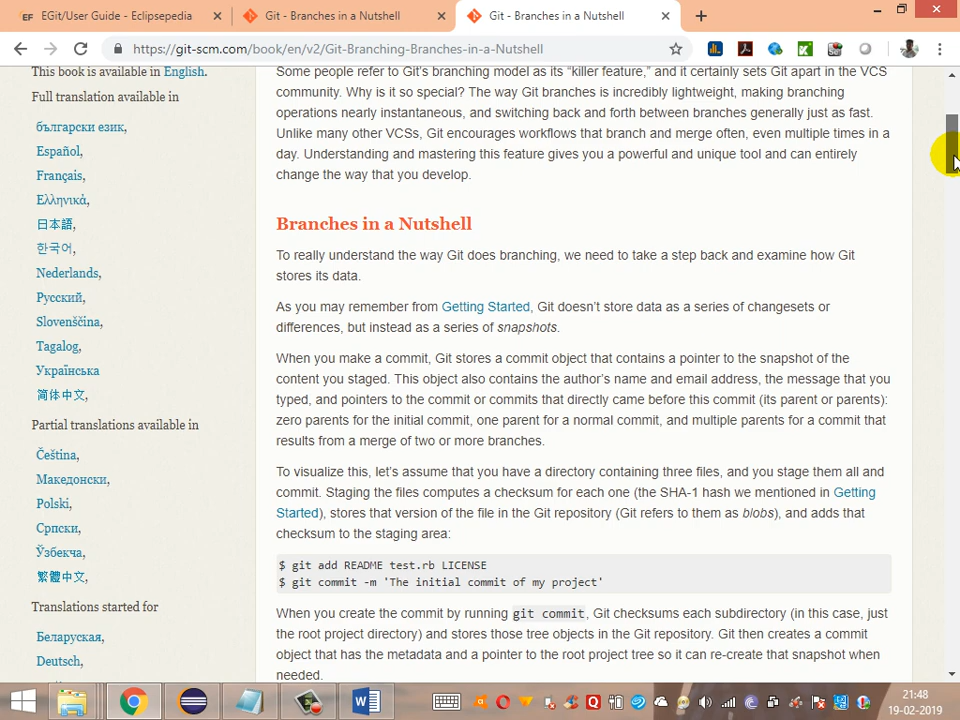 EGit/User Guide - Eclipsepedia
Git - Branches in a Nutshell
Git - Branches in a Nutshell
https://git-scm.com/book/en/v2/Git-Branching-Branches-in-a-Nutshell
This book is available in English.
Full translation available in
български език,
Español,
Français,
Ελληνικά,
日本語,
한국어,
Nederlands,
Русский,
Slovenščina,
Tagalog,
Українська
简体中文,
Partial translations available in
Čeština,
Македонски,
Polski,
Српски,
Ўзбекча,
繁體中文,
Translations started for
Беларуская,
Deutsch,
Some people refer to Git's branching model as its “killer feature,” and it certainly sets Git apart in the VCS
community. Why is it so special? The way Git branches is incredibly lightweight, making branching
operations nearly instantaneous, and switching back and forth between branches generally just as fast.
Unlike many other VCSs, Git encourages workflows that branch and merge often, even multiple times in a
day. Understanding and mastering this feature gives you a powerful and unique tool and can entirely
change the way that you develop.
Branches in a Nutshell
To really understand the way Git does branching, we need to take a step back and examine how Git
stores its data.
As you may remember from Getting Started, Git doesn't store data as a series of changesets or
differences, but instead as a series of snapshots.
When you make a commit, Git stores a commit object that contains a pointer to the snapshot of the
content you staged. This object also contains the author's name and email address, the message that you
typed, and pointers to the commit or commits that directly came before this commit (its parent or parents):
zero parents for the initial commit, one parent for a normal commit, and multiple parents for a commit that
results from a merge of two or more branches.
To visualize this, let's assume that you have a directory containing three files, and you stage them all and
commit. Staging the files computes a checksum for each one (the SHA-1 hash we mentioned in Getting
Started), stores that version of the file in the Git repository (Git refers to them as blobs), and adds that
checksum to the staging area:
$ git add README test.rb LICENSE
$ git commit -m 'The initial commit of my project'
When you create the commit by running git commit, Git checksums each subdirectory (in this case, just
the root project directory) and stores those tree objects in the Git repository. Git then creates a commit
object that has the metadata and a pointer to the root project tree so it can re-create that snapshot when
needed.
21:48
19-02-2019